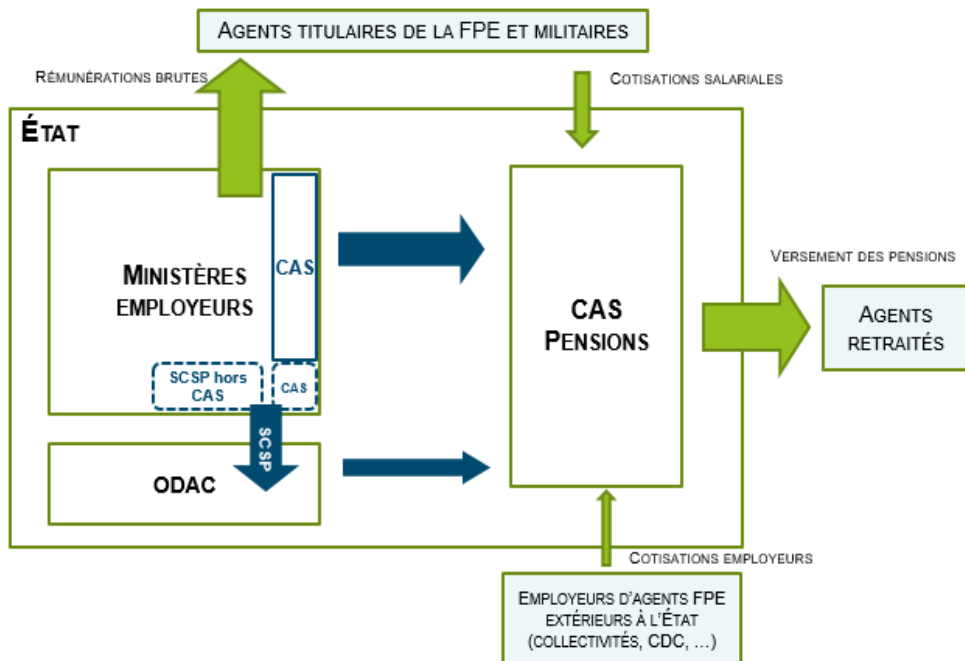 AGENTS TITULAIRES DE LA FPE ET MILITAIRES
RÉMUNÉRATIONS BRUTES
COTISATIONS SALARIALES
ÉTAT
MINISTÈRES
EMPLOYEURS
CAS
CAS
PENSIONS
VERSEMENT DES PENSIONS
AGENTS
RETRAITÉS
SCSP hors
CAS
CAS
SCSP
ODAC
COTISATIONS EMPLOYEURS
EMPLOYEURS D'AGENTS FPE
EXTÉRIEURS À L'ÉTAT
(COLLECTIVITÉS, CDC, ...)